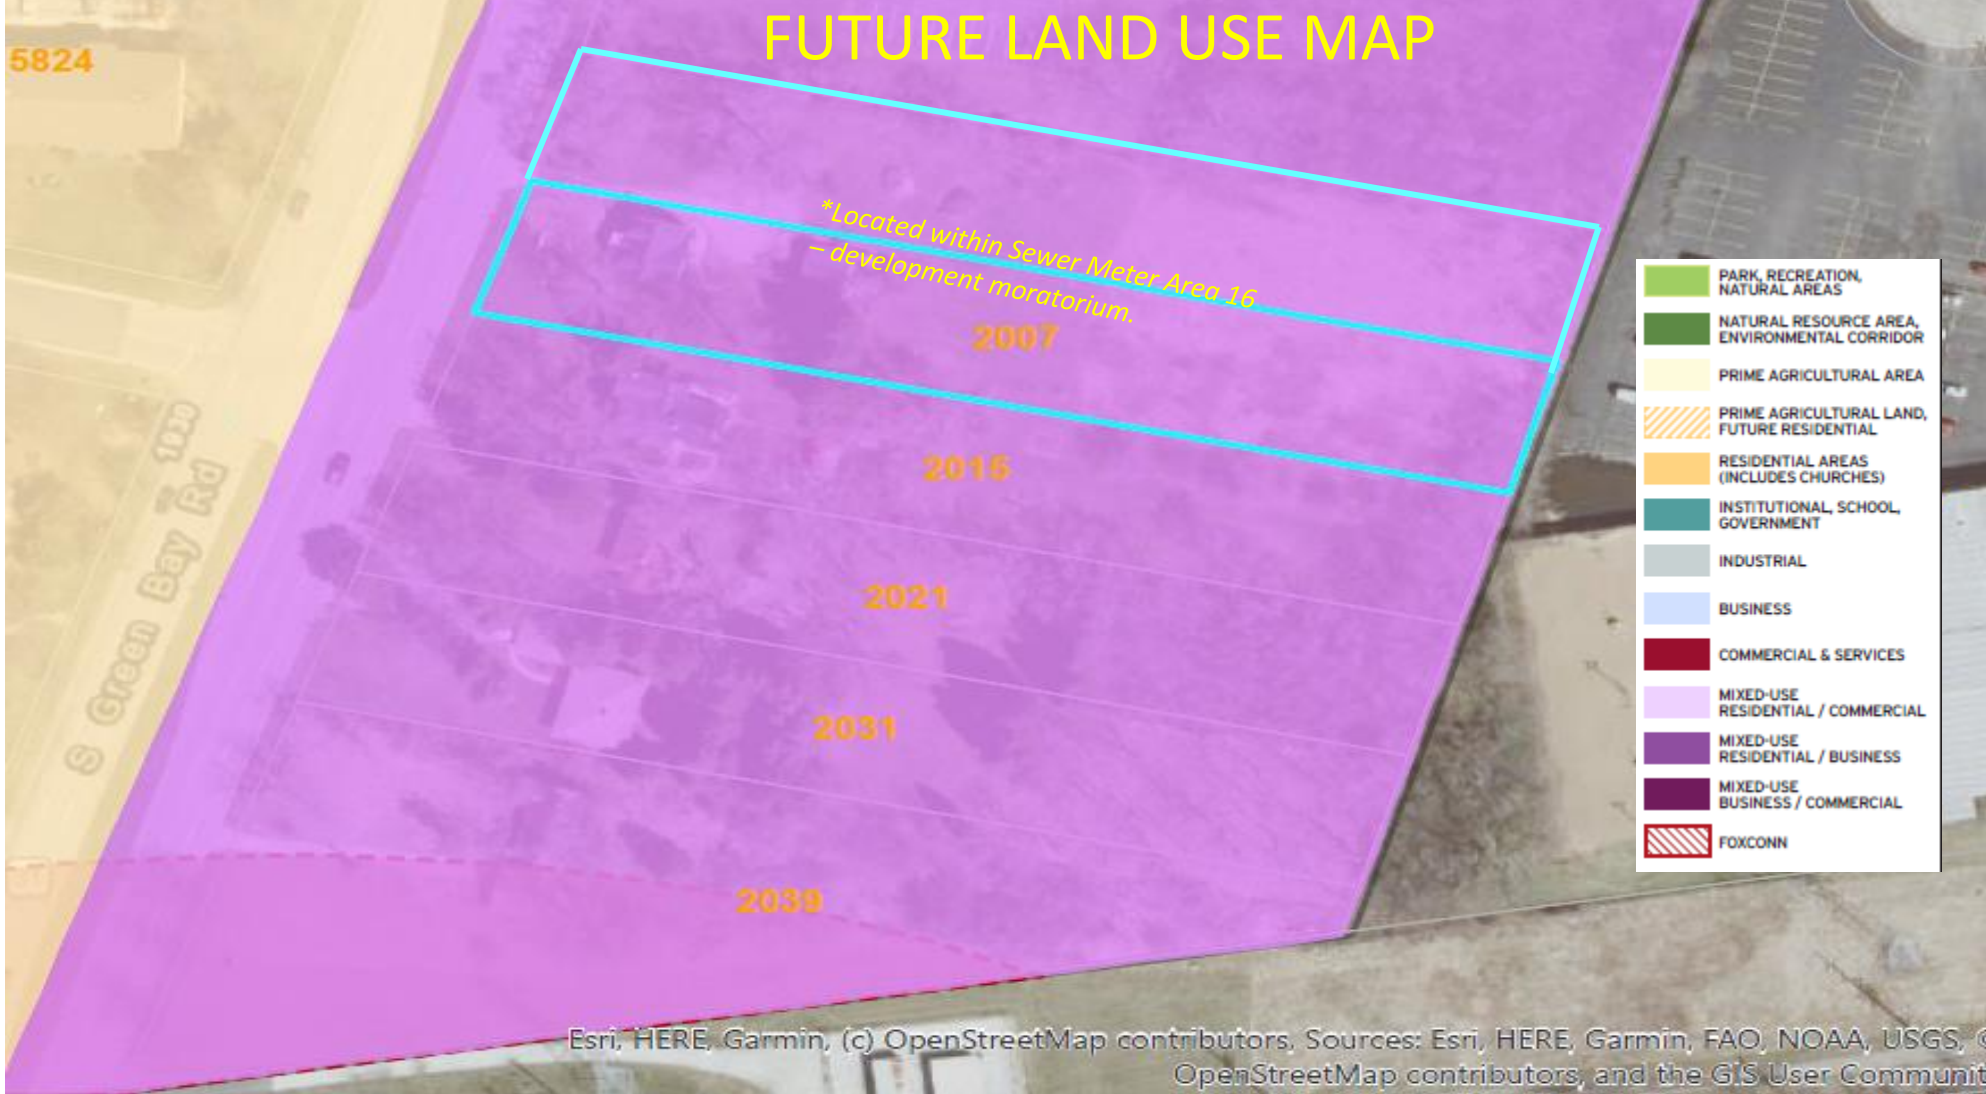 FUTURE LAND USE MAP
5824
*Located within Sewer Meter Area 16
– development moratorium.
2007
1930
S Green Bay Rd
2015
2021
2031
2039
PARK, RECREATION,
NATURAL AREAS
NATURAL RESOURCE AREA,
ENVIRONMENTAL CORRIDOR
PRIME AGRICULTURAL AREA
PRIME AGRICULTURAL LAND,
FUTURE RESIDENTIAL
RESIDENTIAL AREAS
(INCLUDES CHURCHES)
INSTITUTIONAL, SCHOOL,
GOVERNMENT
INDUSTRIAL
BUSINESS
COMMERCIAL & SERVICES
MIXED-USE
RESIDENTIAL / COMMERCIAL
MIXED-USE
RESIDENTIAL / BUSINESS
MIXED-USE
BUSINESS / COMMERCIAL
FOXCONN
Esri, HERE, Garmin, (c) OpenStreetMap contributors, Sources: Esri, HERE, Garmin, FAO, NOAA, USGS, ©
OpenStreetMap contributors, and the GIS User Communit